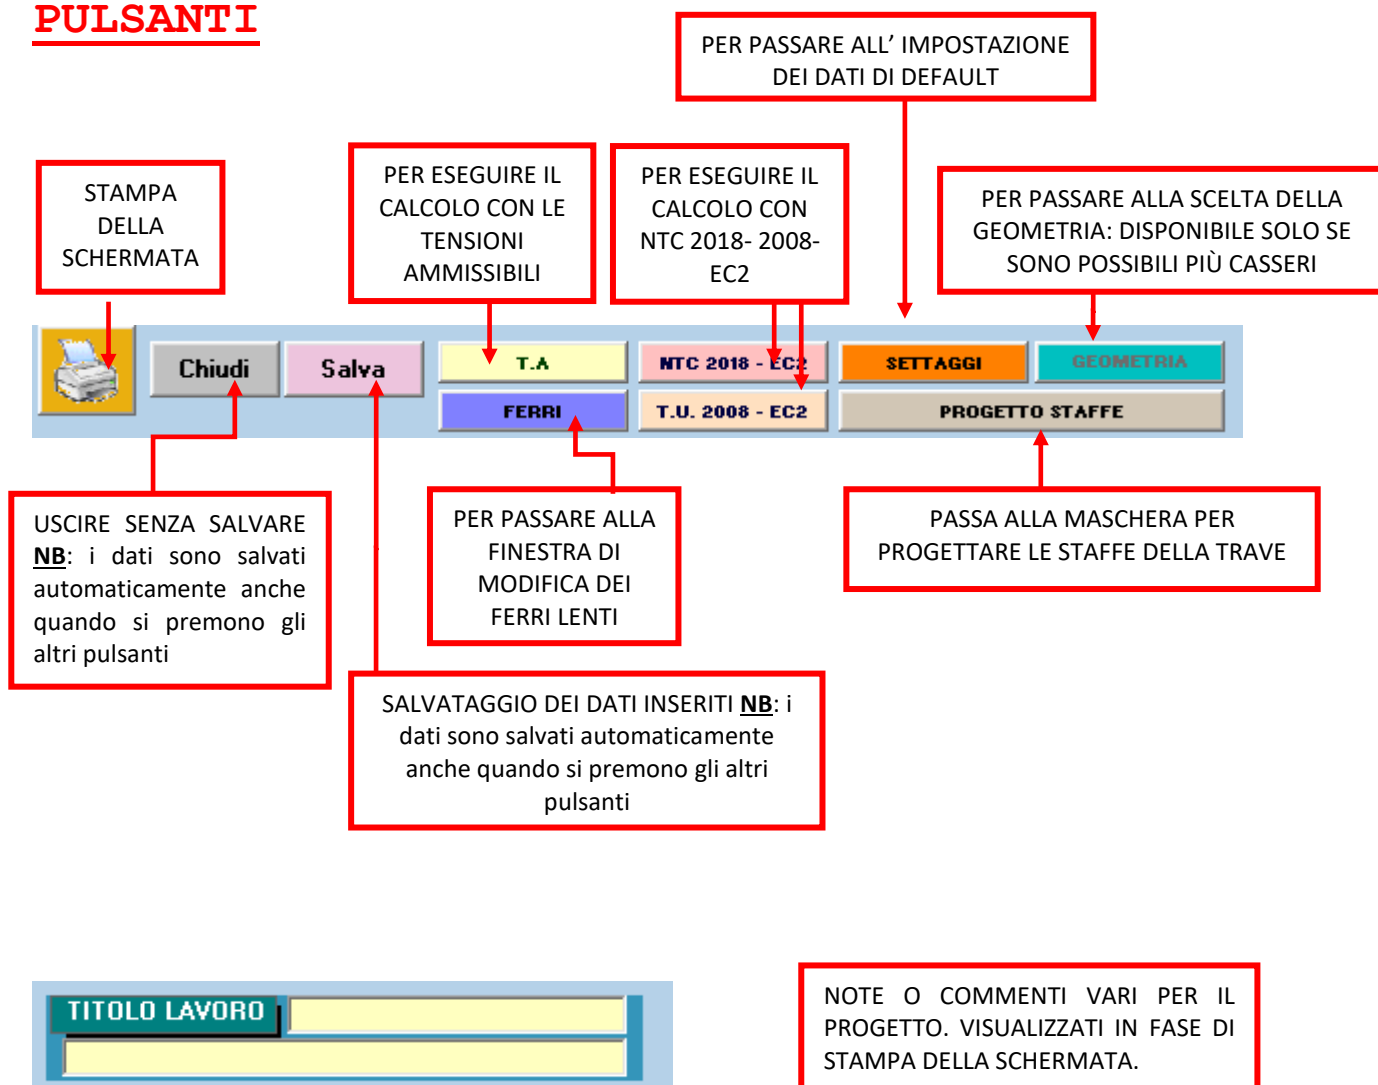 PULSANTI
PER PASSARE ALL’ IMPOSTAZIONE
DEI DATI DI DEFAULT
STAMPA
DELLA
SCHERMATA
PER ESEGUIRE IL
CALCOLO CON LE
TENSIONI
AMMISSIBILI
PER ESEGUIRE IL
CALCOLO CON
NTC 2018- 2008-
EC2
PER PASSARE ALLA SCELTA DELLA
GEOMETRIA: DISPONIBILE SOLO SE
SONO POSSIBILI PIÙ CASSERI
Chiudi
Salva
T.A
NTC 2018 - EC2
SETTAGGI
GEOMETRIA
FERRI
T.U. 2008 - EC2
PROGETTO STAFFE
USCIRE SENZA SALVARE
NB: i dati sono salvati
automaticamente anche
quando si premono gli
altri pulsanti
PER PASSARE ALLA
FINESTRA DI
MODIFICA DEI
FERRI LENTI
PASSA ALLA MASCHERA PER
PROGETTARE LE STAFFE DELLA TRAVE
SALVATAGGIO DEI DATI INSERITI NB: i
dati sono salvati automaticamente
anche quando si premono gli altri
pulsanti
TITOLO LAVORO
NOTE O COMMENTI VARI PER IL
PROGETTO. VISUALIZZATI IN FASE DI
STAMPA DELLA SCHERMATA.